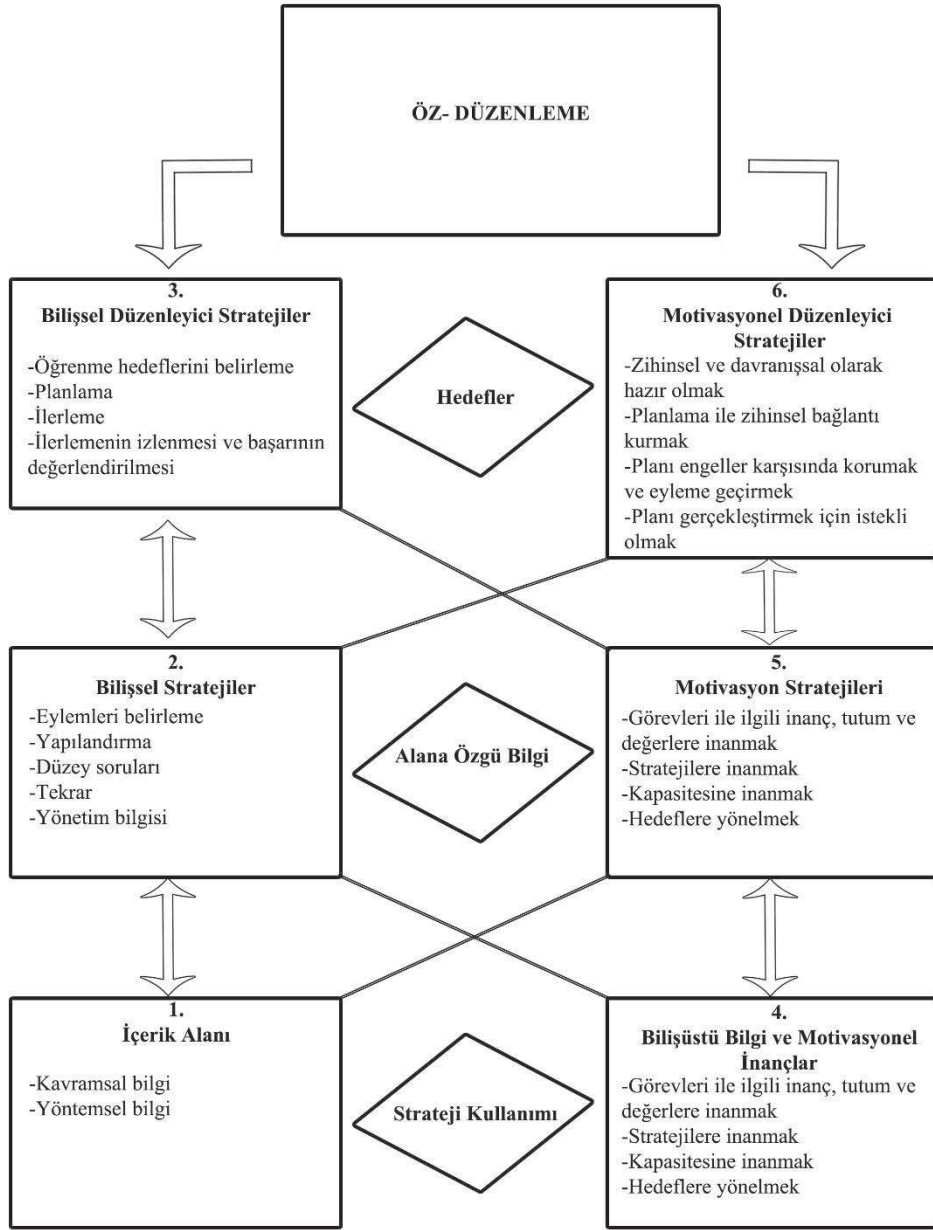 ÖZ- DÜZENLEME
3.
Bilişsel Düzenleyici Stratejiler
-Öğrenme hedeflerini belirleme
-Planlama
-İlerleme
-İlerlemenin izlenmesi ve başarının
değerlendirilmesi
Hedefler
6.
Motivasyonel Düzenleyici
Stratejiler
-Zihinsel ve davranışsal olarak
hazır olmak
-Planlama ile zihinsel bağlantı
kurmak
-Planı engeller karşısında korumak
ve eyleme geçirmek
-Planı gerçekleştirmek için istekli
olmak
2.
Bilişsel Stratejiler
-Eylemleri belirleme
-Yapılandırma
-Düzey soruları
-Tekrar
-Yönetim bilgisi
Alana Özgü Bilgi
5.
Motivasyon Stratejileri
-Görevleri ile ilgili inanç, tutum ve
değerlere inanmak
-Stratejilere inanmak
-Kapasitesine inanmak
-Hedeflere yönelmek
1.
İçerik Alanı
-Kavramsal bilgi
-Yöntemsel bilgi
Strateji Kullanımı
4.
Bilişüstü Bilgi ve Motivasyonel
İnançlar
-Görevleri ile ilgili inanç, tutum ve
değerlere inanmak
-Stratejilere inanmak
-Kapasitesine inanmak
-Hedeflere yönelmek